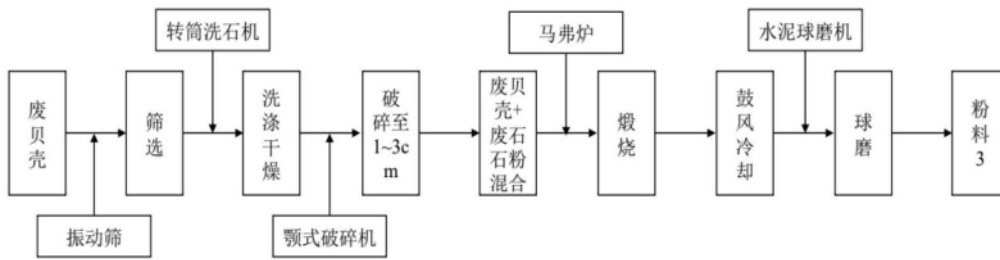 转筒洗石机
马弗炉
水泥球磨机
废
贝
壳
筛
选
洗
涤
干
燥
破
碎至
1~3c
m
废贝
壳+
废石
石粉
混合
煅
烧
鼓
风
冷
却
球
磨
粉
料
3
振动筛
颚式破碎机